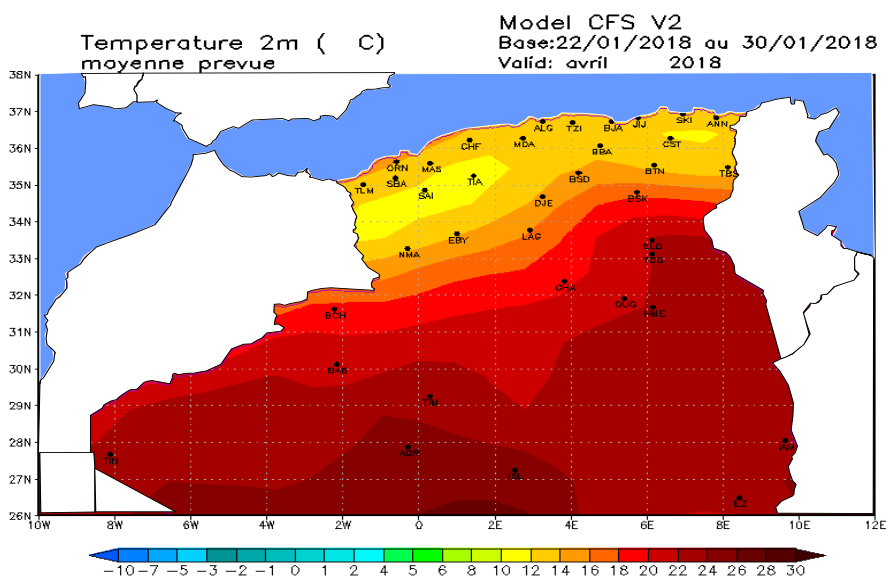 Temperature 2m (   C)
moyenne prevue
Model CFS V2
Base:22/01/2018 au 30/01/2018
Valid: avril 2018
38N
37N
36N
35N
34N
33N
32N
31N
30N
29N
28N
27N
26N
ALG TZI BJA JIJ SKI ANN
CHF MDA BBA CST
ORN MAS TIA BSD BTN TBS
TLM SBA SAI DJE BSK
NMA EBY LAG ELO
TOG
GHA OUG HME
BCH
BAB
TIM
TIN ADR IAM
ISL
ILZ
10W 8W 6W 4W 2W 0 2E 4E 6E 8E 10E 12E
-10 -7 -5 -3 -2 -1 0 1 2 4 5 6 8 10 12 14 16 18 20 22 24 26 28 30